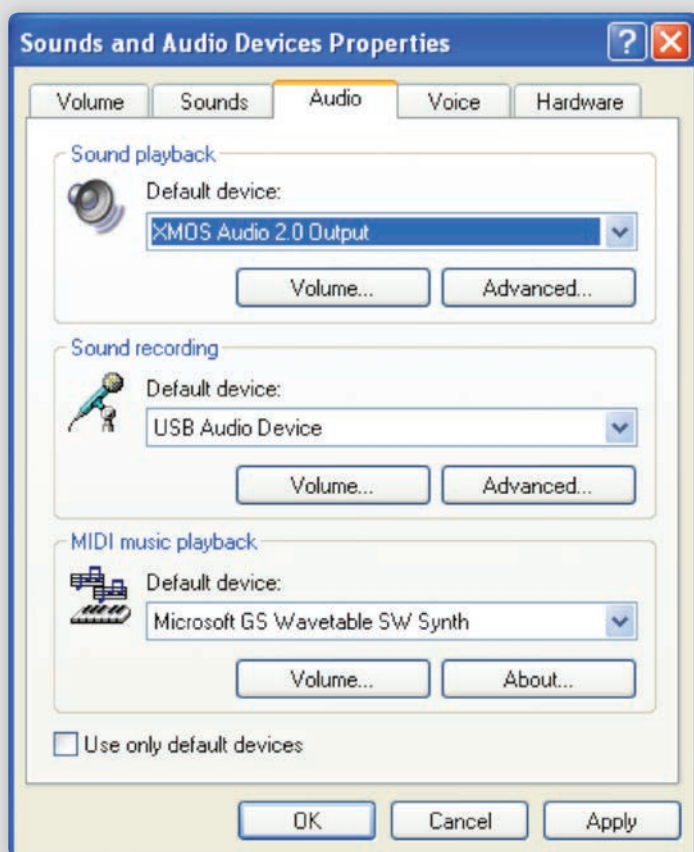 Sounds and Audio Devices Properties
Volume Sounds Audio Voice Hardware
Sound playback
Default device:
XMOS Audio 2.0 Output
Volume... Advanced...
Sound recording
Default device:
USB Audio Device
Volume... Advanced...
MIDI music playback
Default device:
Microsoft GS Wavetable SW Synth
Volume... About...
Use only default devices
OK Cancel Apply